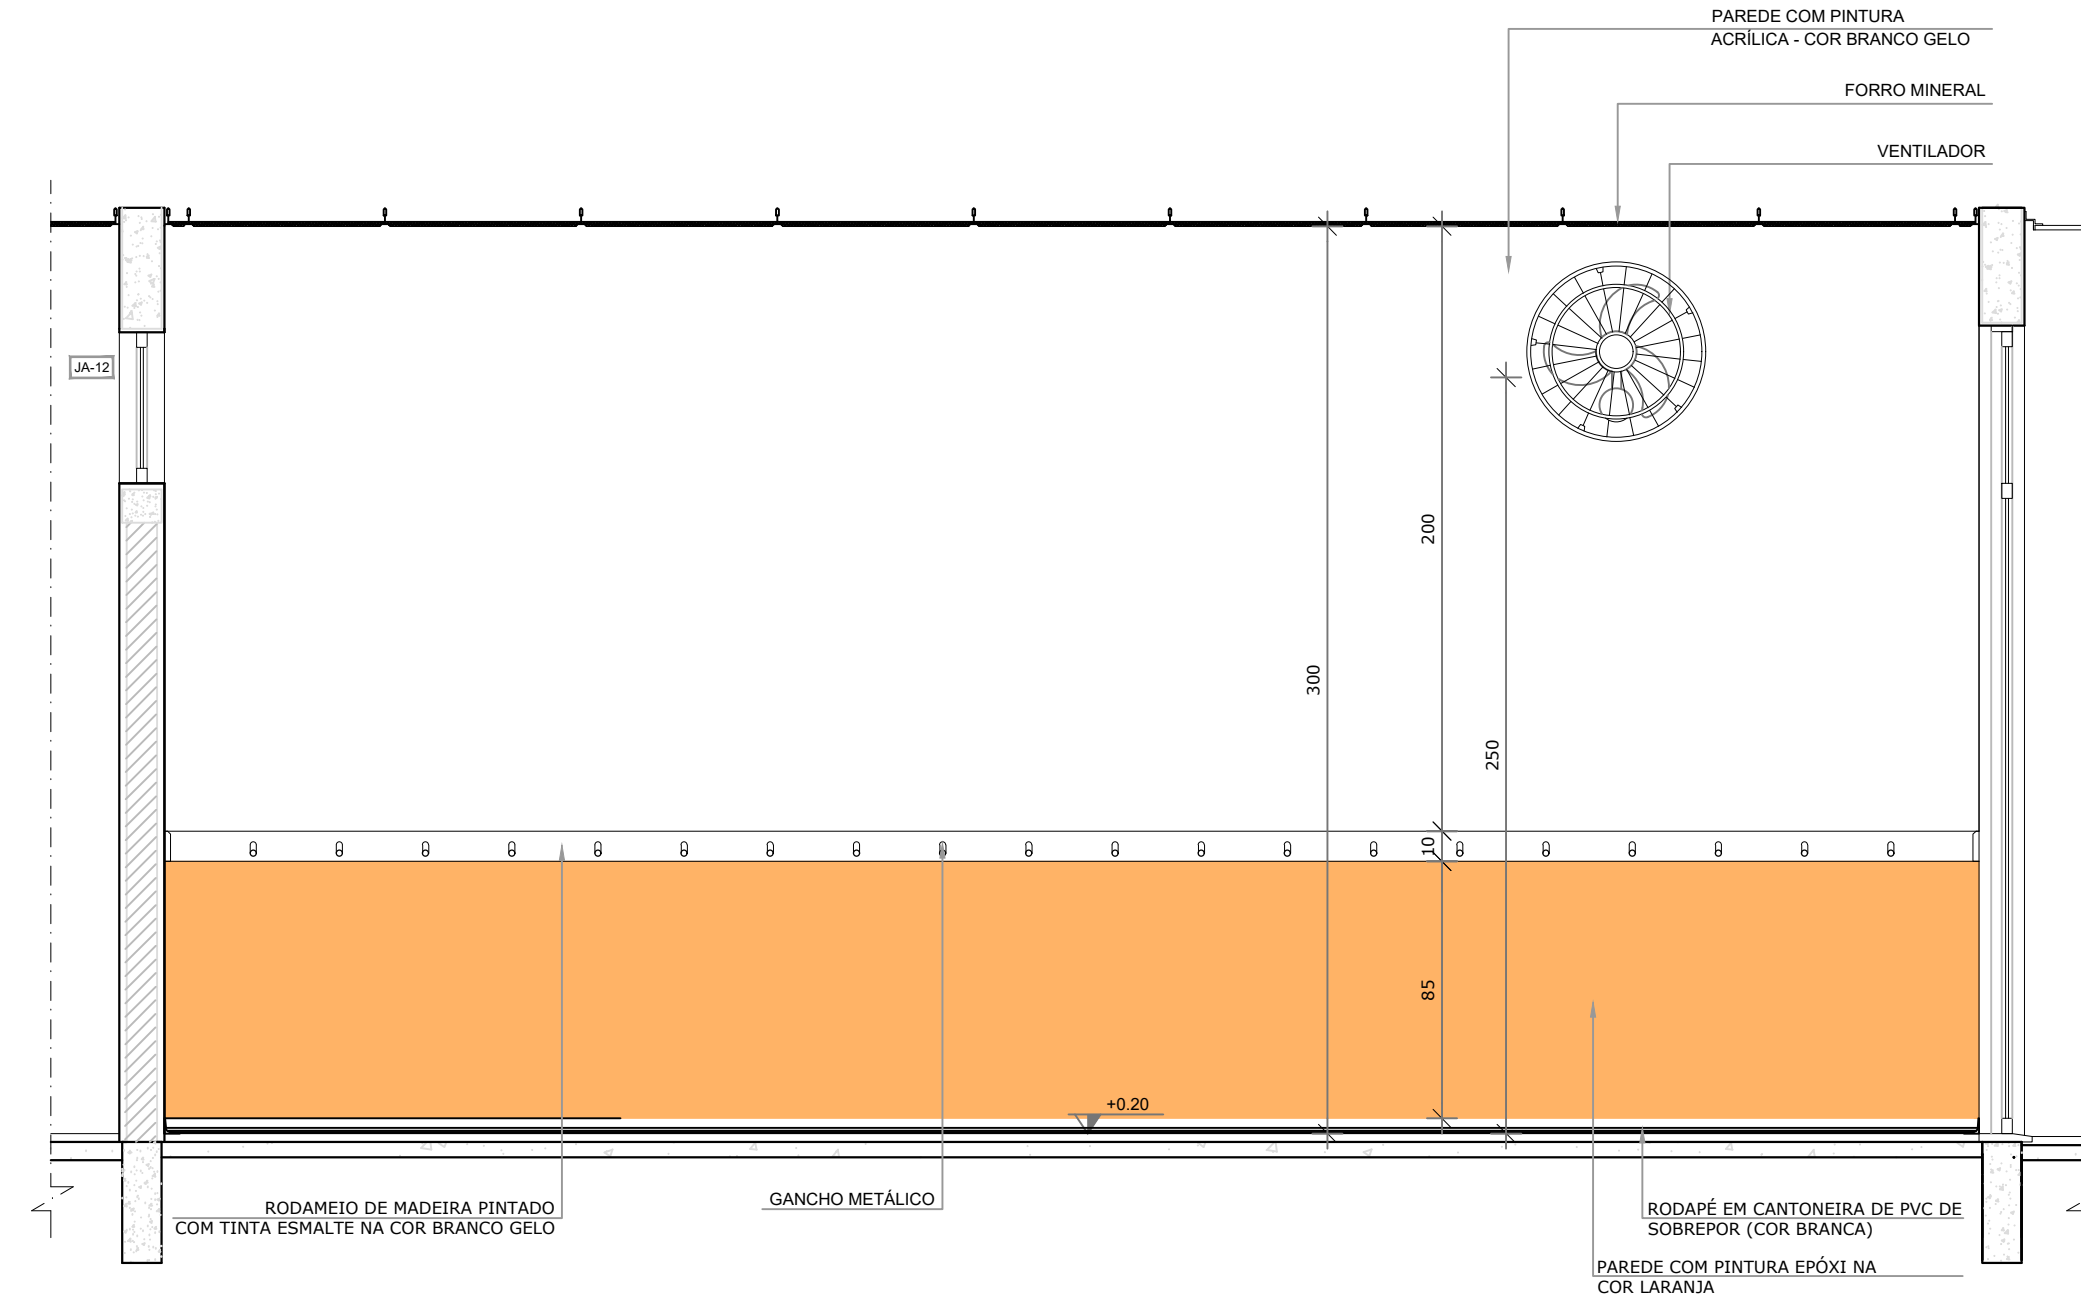 PAREDE COM PINTURA
ACRÍLICA - COR BRANCO GELO
FORRO MINERAL
VENTILADOR
JA-12
200
300
250
10
85
+0.20
RODAMEIO DE MADEIRA PINTADO
COM TINTA ESMALTE NA COR BRANCO GELO
GANCHO METÁLICO
RODAPÉ EM CANTONEIRA DE PVC DE
SOBREPOR (COR BRANCA)
PAREDE COM PINTURA EPÓXI NA
COR LARANJA